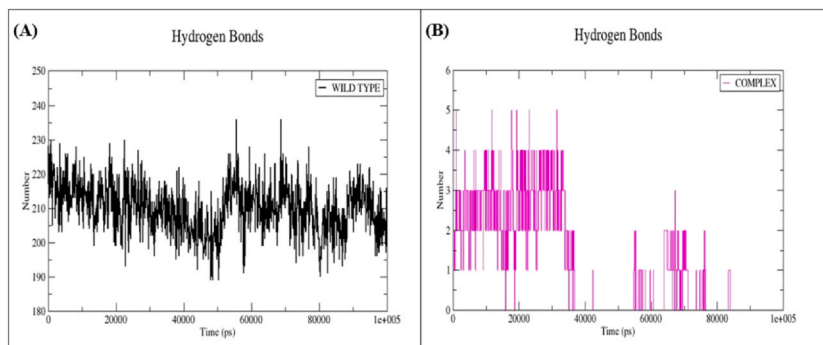 (A)
Hydrogen Bonds
250
240
230
220
210
200
190
180
Number
WILD TYPE
0 20000 40000 60000 80000 1e+005
Time (ps)
(B)
Hydrogen Bonds
6
5
4
3
2
1
0
Number
COMPLEX
0 20000 40000 60000 80000 1e+005
Time (ps)